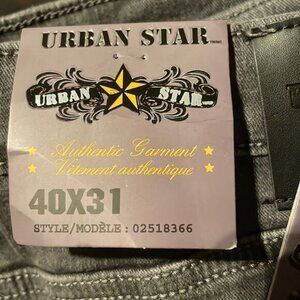 URBAN STAR
URBAN STAR
Authentic Garment
Vêtement authentique
40X31
STYLE/MODÈLE : 02518366